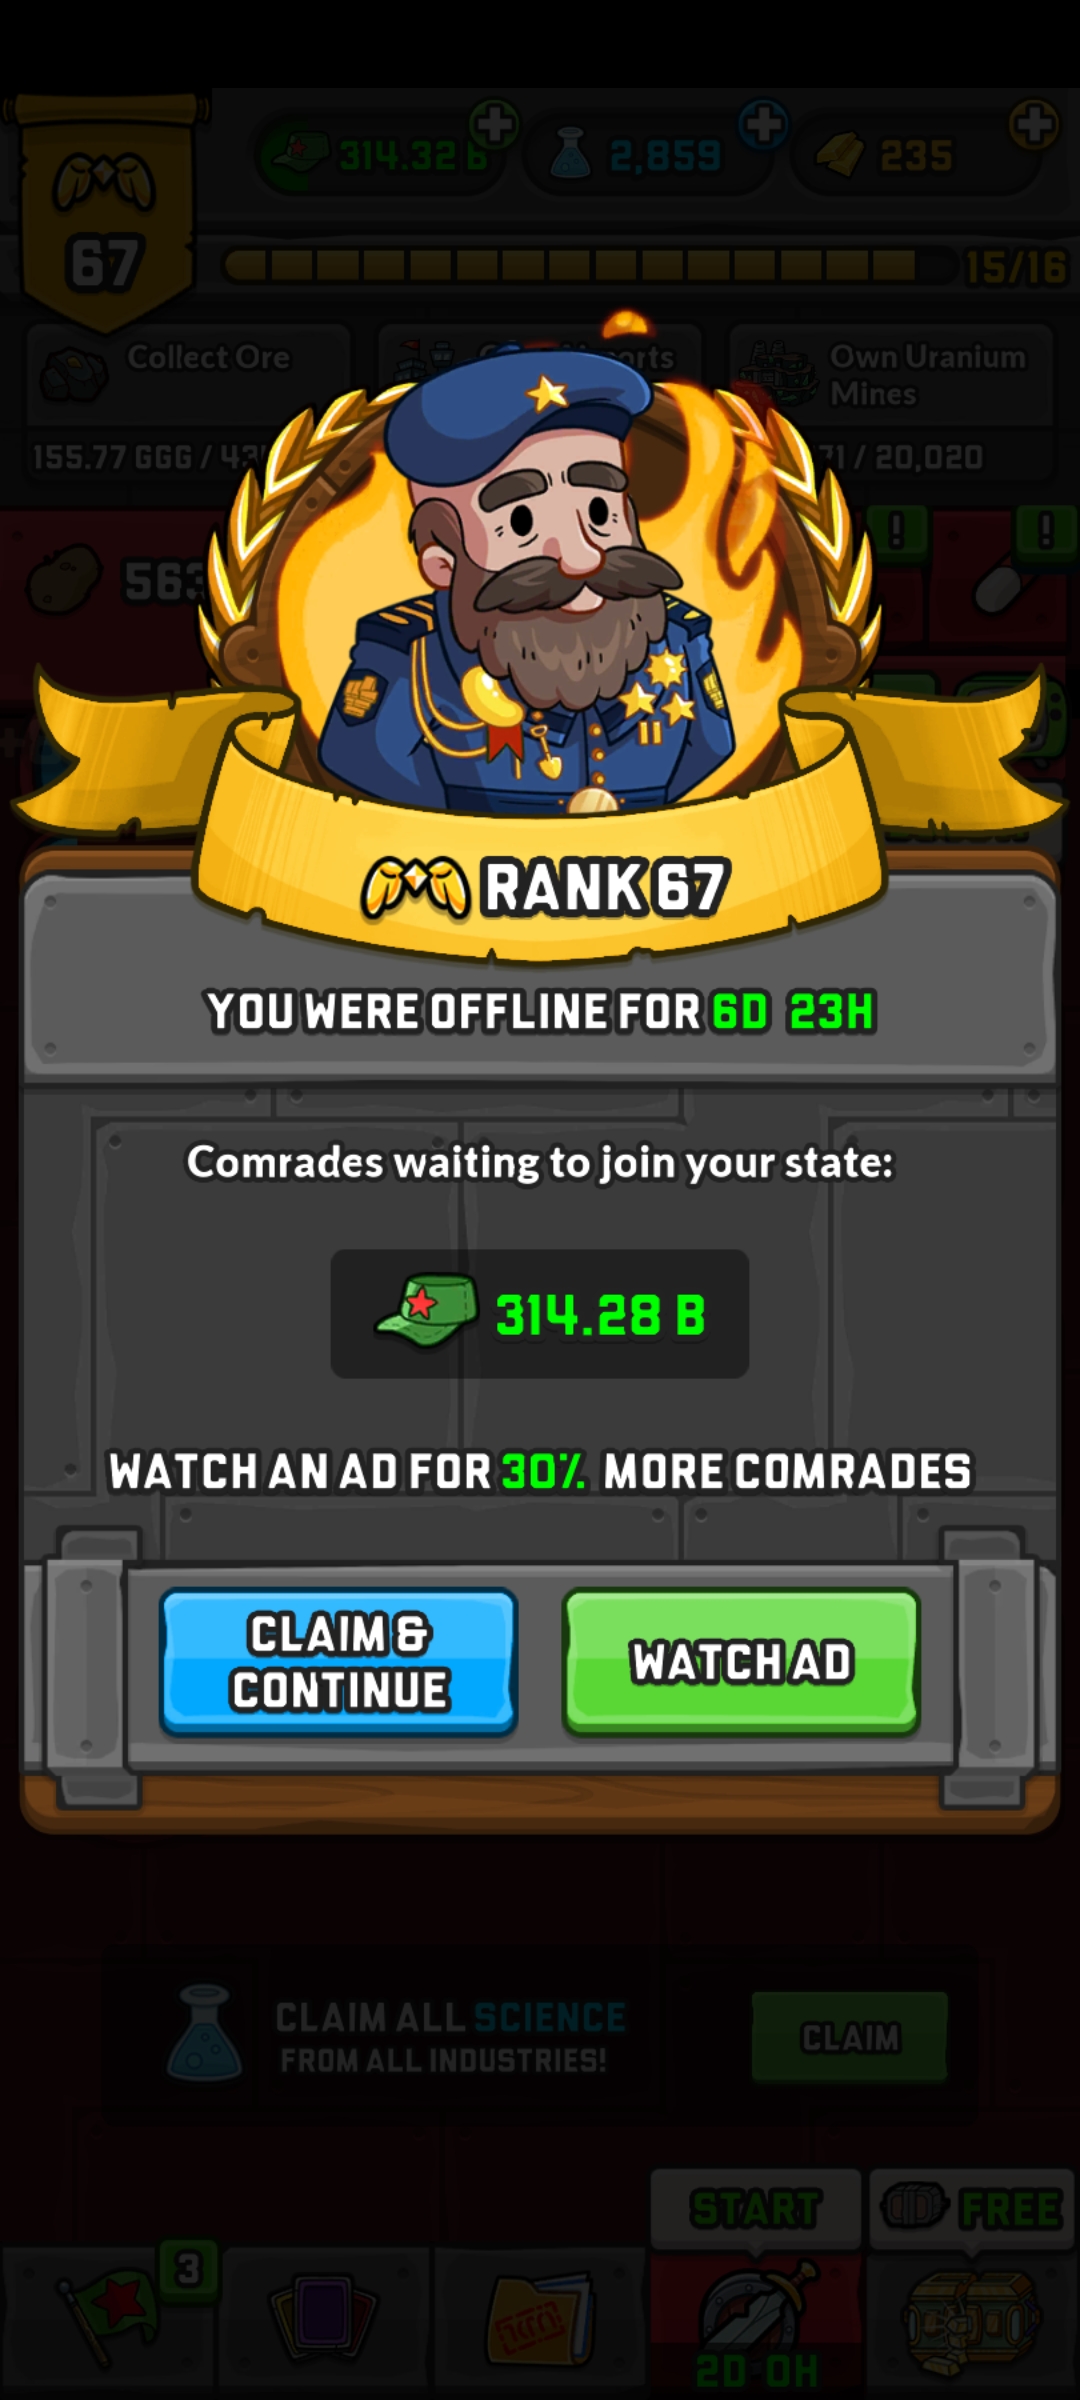 314.32 B
2,859
235
67
15/16
Collect Ore
Own Uranium
Mines
155.77 GGG /
/ 20,020
RANK 67
YOU WERE OFFLINE FOR 6D 23H
Comrades waiting to join your state:
314.28 B
WATCH AN AD FOR 30% MORE COMRADES
CLAIM &
CONTINUE
WATCH AD
CLAIM ALL SCIENCE
FROM ALL INDUSTRIES!
CLAIM
START
FREE
3
2D 0H